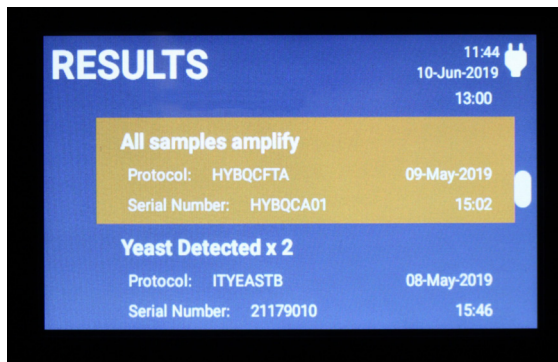 RESULTS
11:44
10-Jun-2019
13:00
All samples amplify
Protocol: HYBQCFTA 09-May-2019
Serial Number: HYBQCA01 15:02
Yeast Detected x 2
Protocol: ITYEASTB 08-May-2019
Serial Number: 21179010 15:46